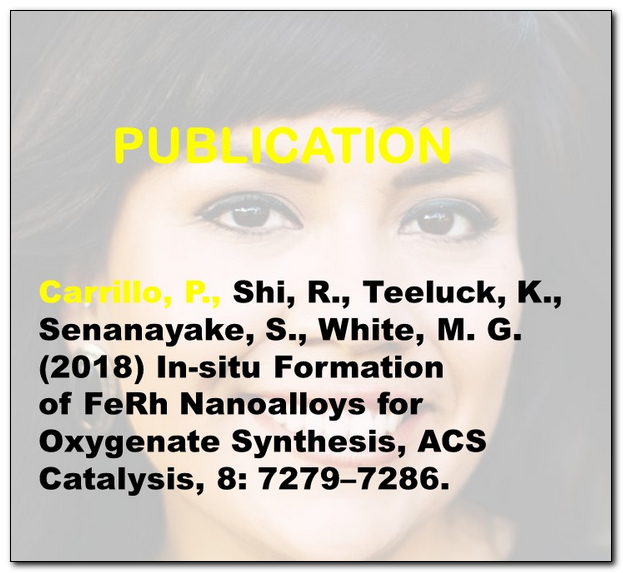 PUBLICATION
Carrillo, P., Shi, R., Teeluck, K.,
Senanayake, S., White, M. G.
(2018) In-situ Formation
of FeRh Nanoalloys for
Oxygenate Synthesis, ACS
Catalysis, 8: 7279–7286.